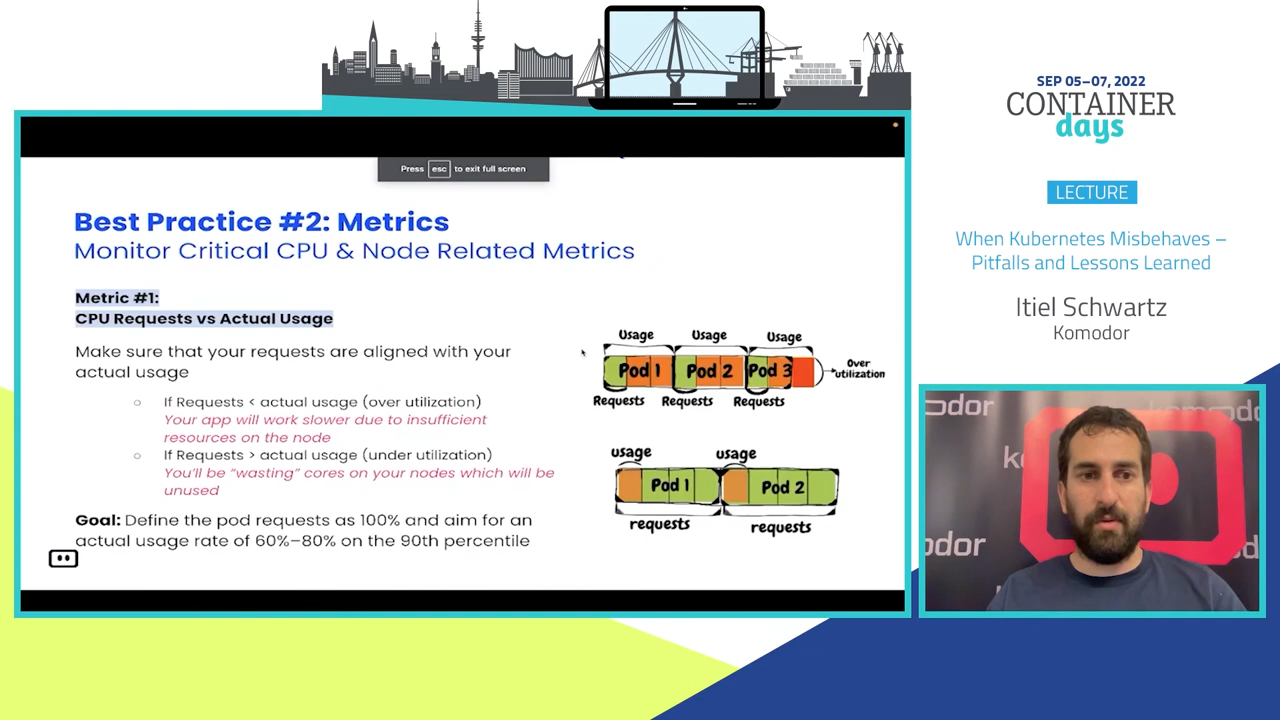 SEP 05–07, 2022
CONTAINER
days
LECTURE
When Kubernetes Misbehaves –
Pitfalls and Lessons Learned
Itiel Schwartz
Komodor
Press esc to exit full screen
Best Practice #2: Metrics
Monitor Critical CPU & Node Related Metrics
Metric #1:
CPU Requests vs Actual Usage
Make sure that your requests are aligned with your
actual usage
○ If Requests < actual usage (over utilization)
Your app will work slower due to insufficient
resources on the node
○ If Requests > actual usage (under utilization)
You'll be “wasting” cores on your nodes which will be
unused
Goal: Define the pod requests as 100% and aim for an
actual usage rate of 60%–80% on the 90th percentile
Usage Usage Usage
Pod 1 Pod 2 Pod 3
Over
utilization
Requests Requests Requests
usage usage
Pod 1 Pod 2
requests requests
odor komodor
odor